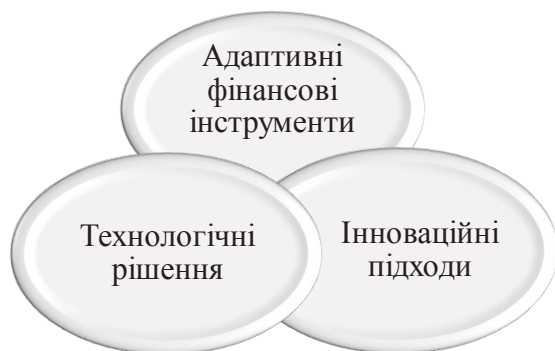 Адаптивні
фінансові
інструменти
Технологічні
рішення
Інноваційні
підходи